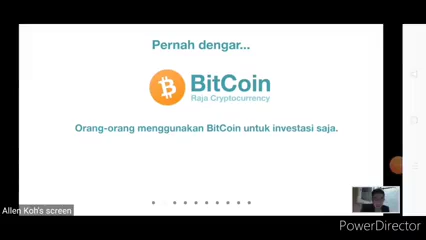 Pernah dengar...
BitCoin
Raja Cryptocurrency
Orang-orang menggunakan BitCoin untuk investasi saja.
Allen Koh's screen
PowerDirector